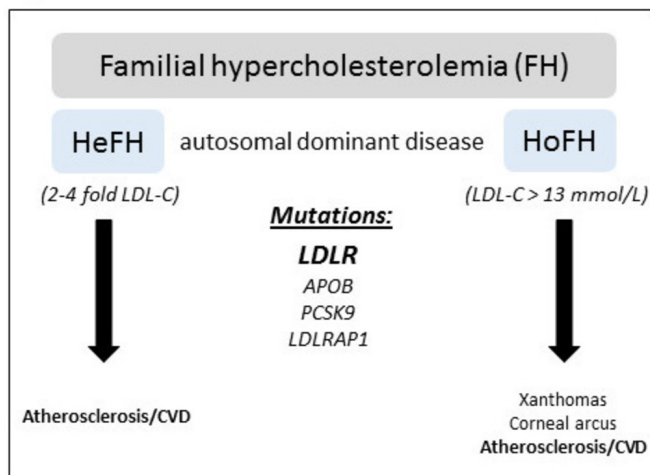 Familial hypercholesterolemia (FH)
HeFH autosomal dominant disease HoFH
(2-4 fold LDL-C) (LDL-C > 13 mmol/L)
Mutations:
LDLR
APOB
PCSK9
LDLRAP1
Atherosclerosis/CVD
Xanthomas
Corneal arcus
Atherosclerosis/CVD